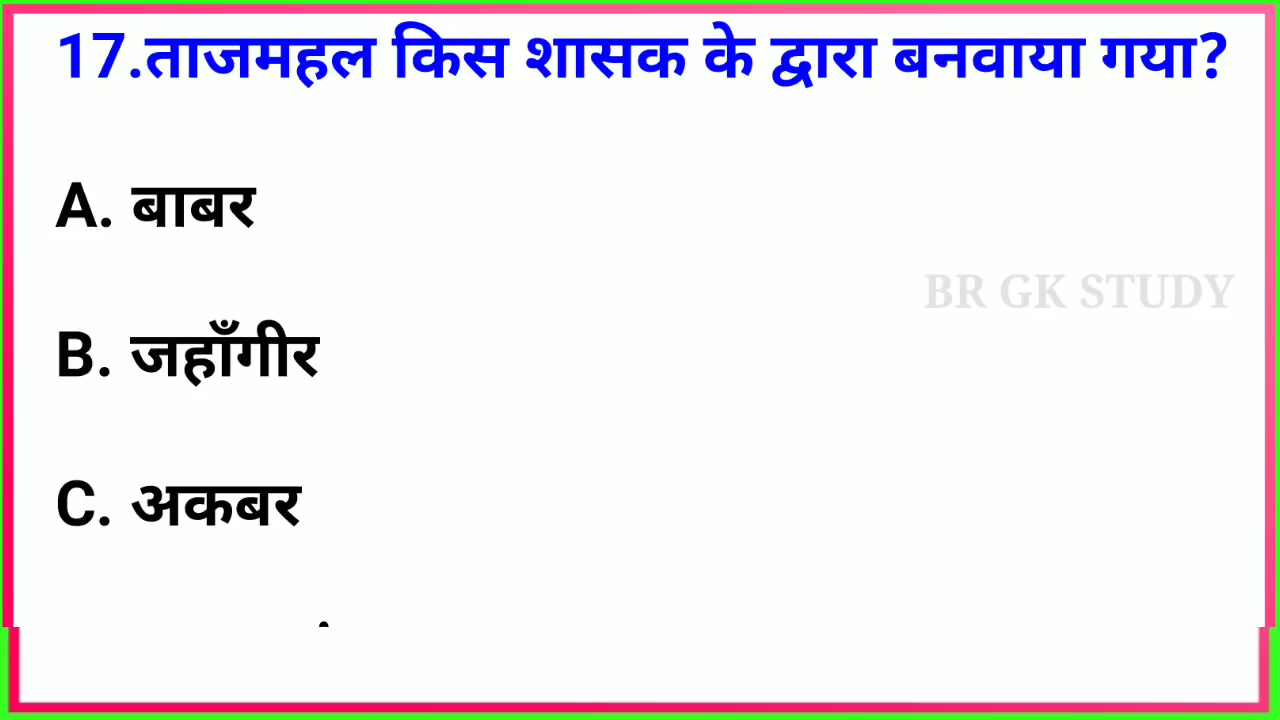 17.ताजमहल किस शासक के द्वारा बनवाया गया?
A. बाबर
BR GK STUDY
B. जहाँगीर
C. अकबर